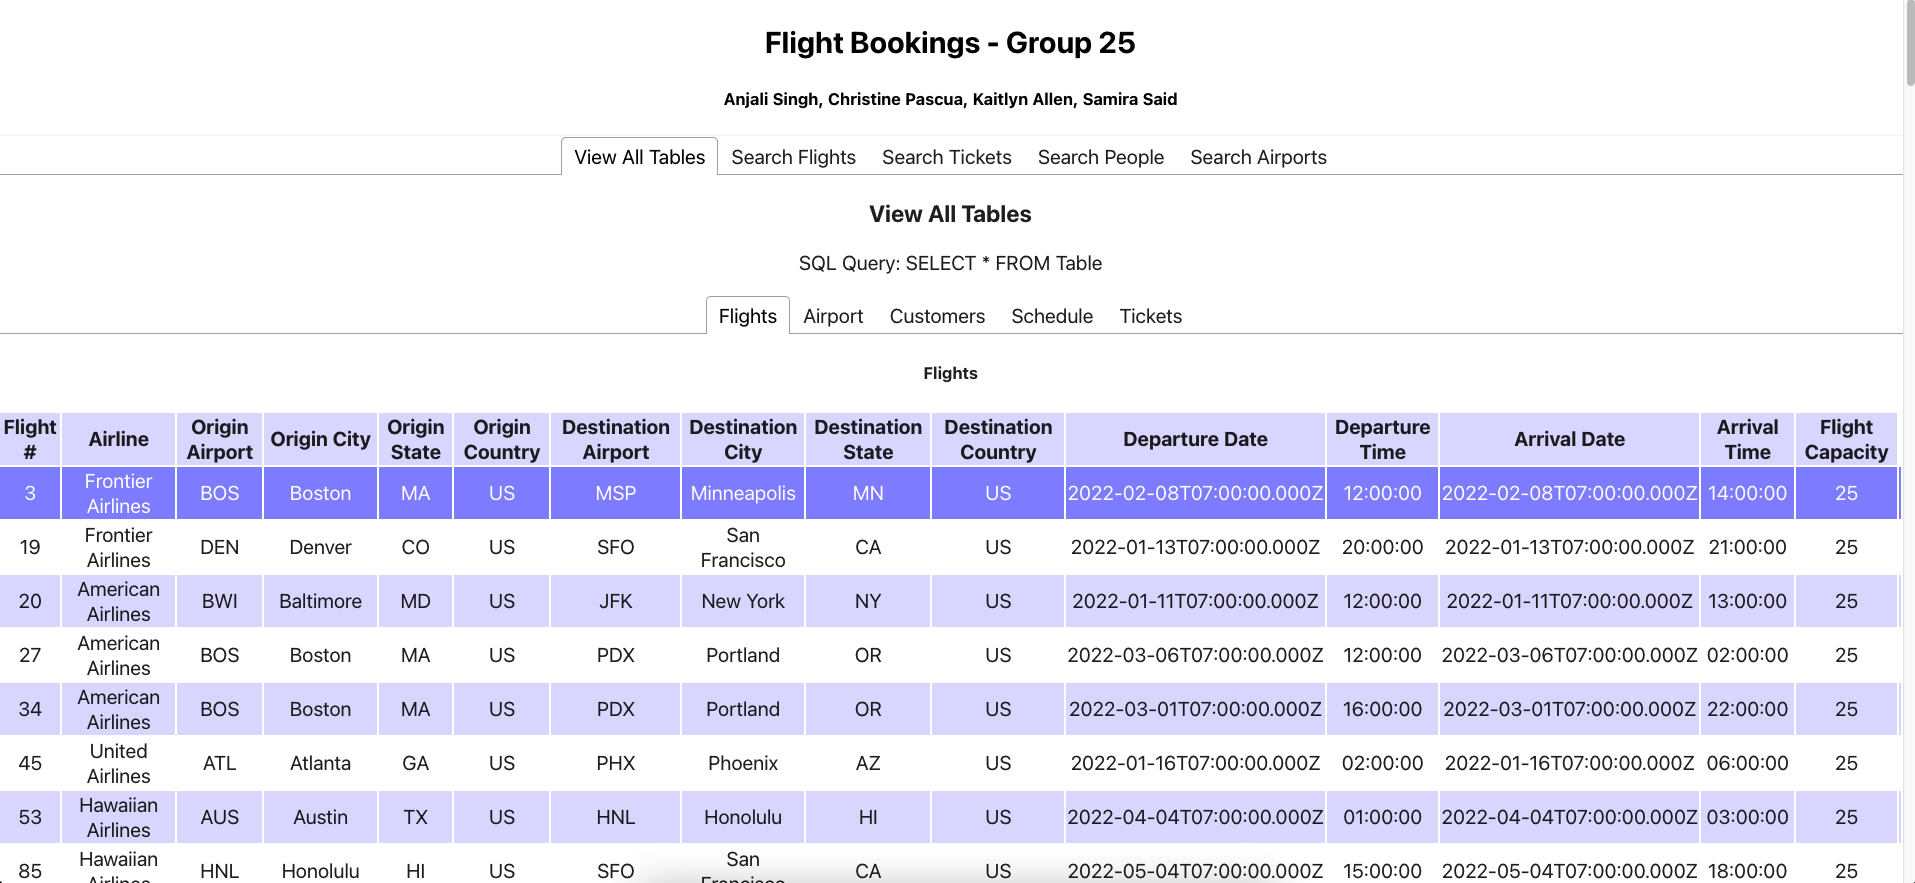 Flight Bookings - Group 25
Anjali Singh, Christine Pascua, Kaitlyn Allen, Samira Said
View All Tables Search Flights Search Tickets Search People Search Airports
View All Tables
SQL Query: SELECT * FROM Table
Flights Airport Customers Schedule Tickets
Flights
Flight # Airline Origin Airport Origin City Origin State Origin Country Destination Airport Destination City Destination State Destination Country Departure Date Departure Time Arrival Date Arrival Time Flight Capacity
3 Frontier Airlines BOS Boston MA US MSP Minneapolis MN US 2022-02-08T07:00:00.000Z 12:00:00 2022-02-08T07:00:00.000Z 14:00:00 25
19 Frontier Airlines DEN Denver CO US SFO San Francisco CA US 2022-01-13T07:00:00.000Z 20:00:00 2022-01-13T07:00:00.000Z 21:00:00 25
20 American Airlines BWI Baltimore MD US JFK New York NY US 2022-01-11T07:00:00.000Z 12:00:00 2022-01-11T07:00:00.000Z 13:00:00 25
27 American Airlines BOS Boston MA US PDX Portland OR US 2022-03-06T07:00:00.000Z 12:00:00 2022-03-06T07:00:00.000Z 02:00:00 25
34 American Airlines BOS Boston MA US PDX Portland OR US 2022-03-01T07:00:00.000Z 16:00:00 2022-03-01T07:00:00.000Z 22:00:00 25
45 United Airlines ATL Atlanta GA US PHX Phoenix AZ US 2022-01-16T07:00:00.000Z 02:00:00 2022-01-16T07:00:00.000Z 06:00:00 25
53 Hawaiian Airlines AUS Austin TX US HNL Honolulu HI US 2022-04-04T07:00:00.000Z 01:00:00 2022-04-04T07:00:00.000Z 03:00:00 25
85 Hawaiian Airlines HNL Honolulu HI US SFO San Francisco CA US 2022-05-04T07:00:00.000Z 15:00:00 2022-05-04T07:00:00.000Z 18:00:00 25